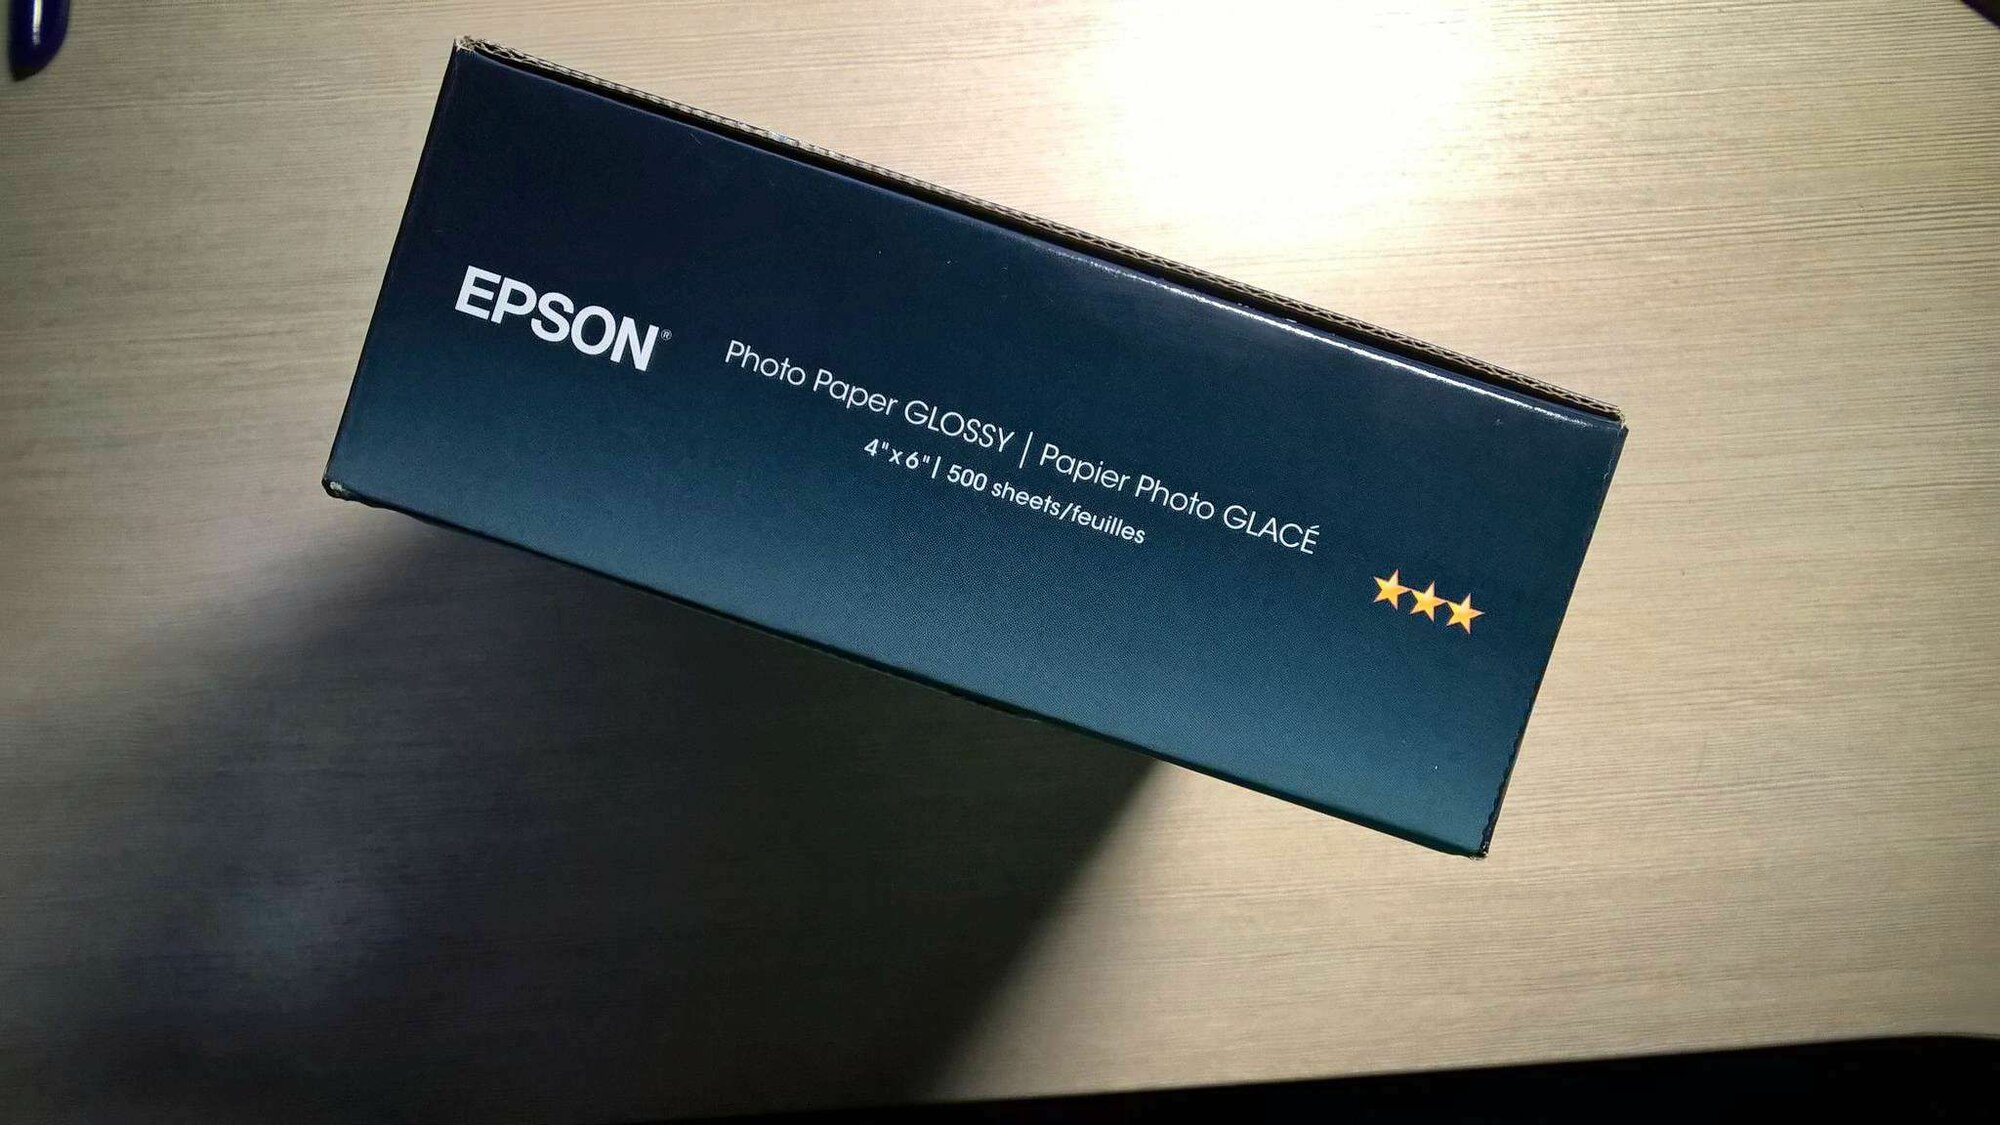 EPSON®
Photo Paper GLOSSY | Papier Photo GLACÉ
4"x6" | 500 sheets/feuilles